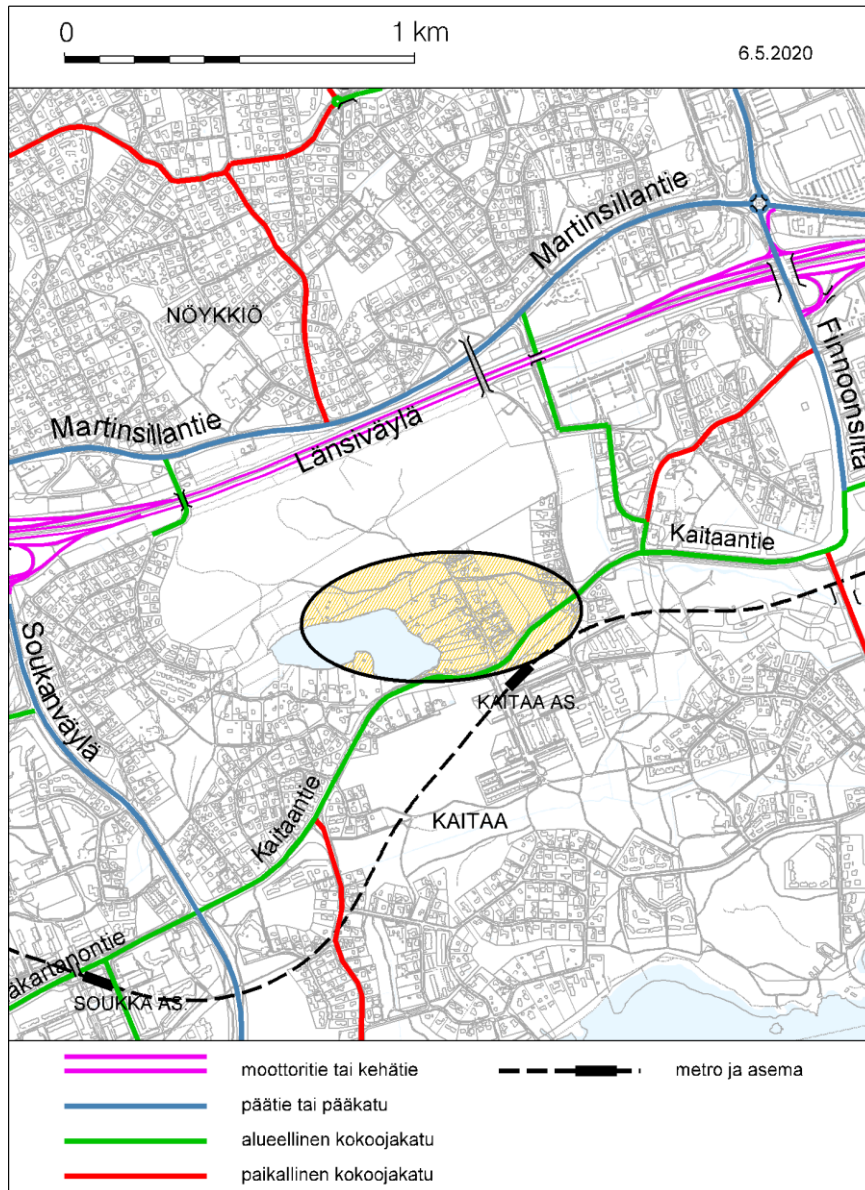 0 1 km
6.5.2020
Martinsillantie
NÖYKKIÖ
Finnoonsilta
Martinsillantie
Länsiväylä
Kaitaantie
Soukanväylä
KAITAA AS.
Kaitaantie
KAITAA
akartanontie
SOUKKA AS.
moottoritie tai kehätie
metro ja asema
päätie tai pääkatu
alueellinen kokoojakatu
paikallinen kokoojakatu